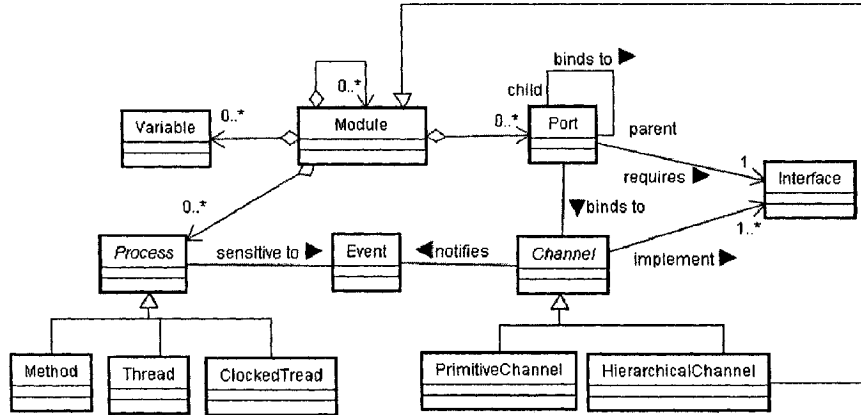 binds to ▶
0..*
child
Variable
0..*
Module
0..*
Port
parent
1
Interface
requires ▶
0..*
▼binds to
1..*
Process
sensitive to ▶
Event
◀notifies
Channel
implement ▶
Method
Thread
ClockedTread
PrimitiveChannel
HierarchicalChannel